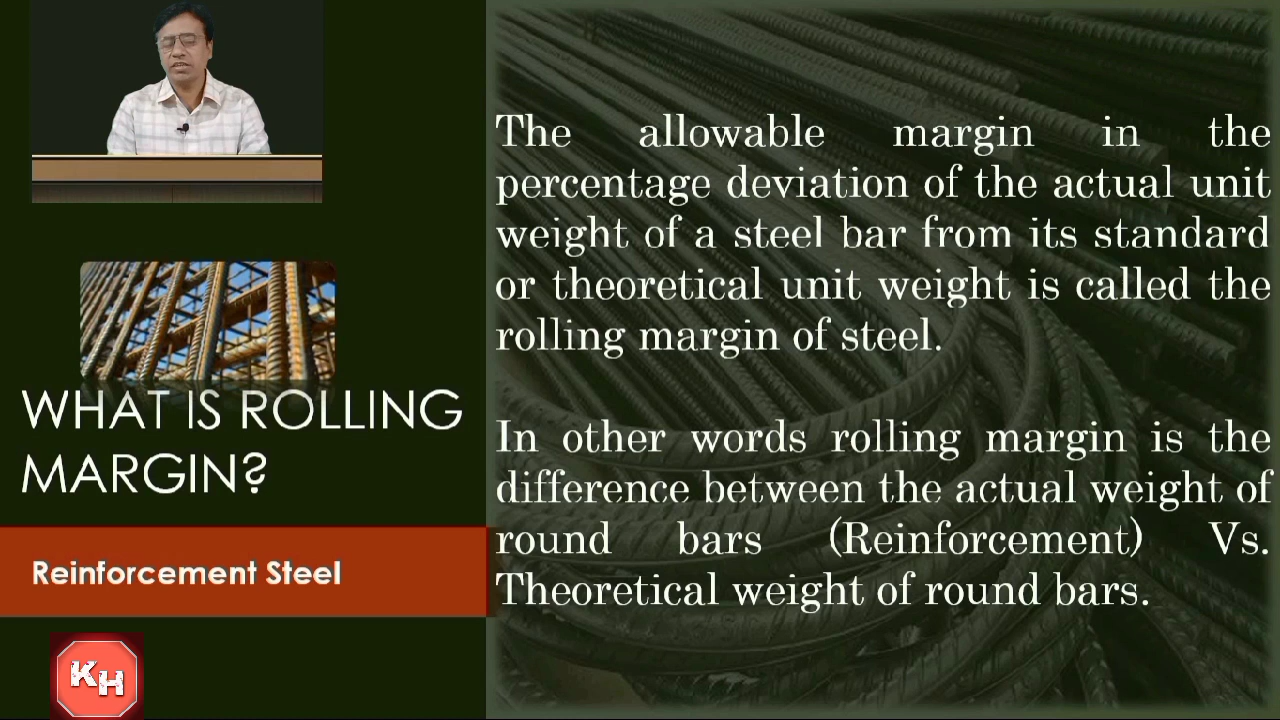 WHAT IS ROLLING
MARGIN?
Reinforcement Steel
KH
The allowable margin in the
percentage deviation of the actual unit
weight of a steel bar from its standard
or theoretical unit weight is called the
rolling margin of steel.
In other words rolling margin is the
difference between the actual weight of
round bars (Reinforcement) Vs.
Theoretical weight of round bars.